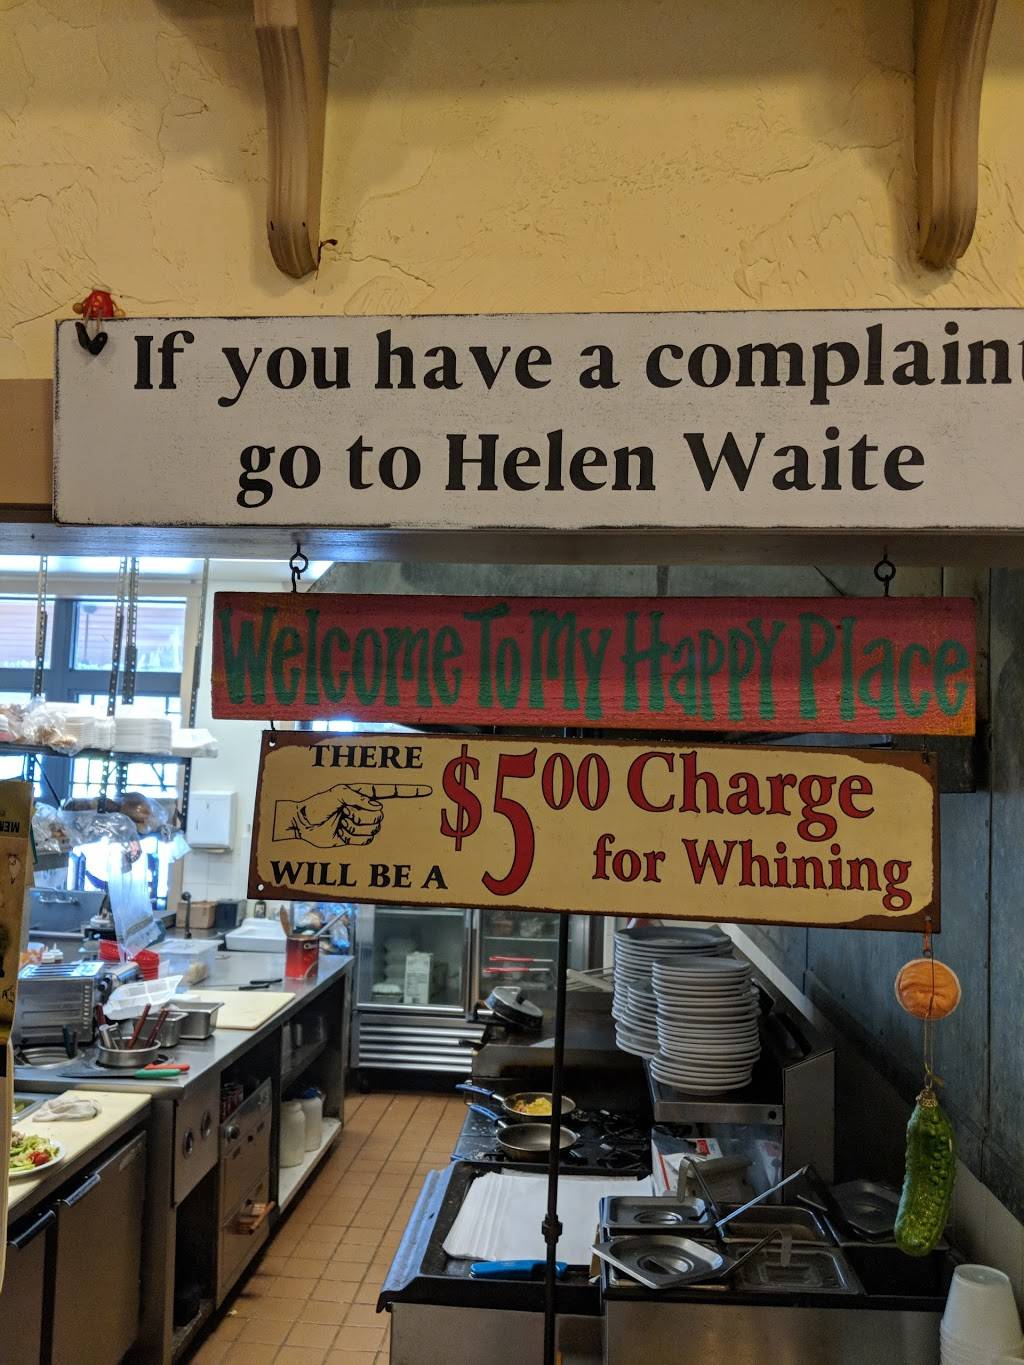 If you have a complain
go to Helen Waite
Welcome To My Happy Place
THERE
WILL BE A
$5.00 Charge
for Whining